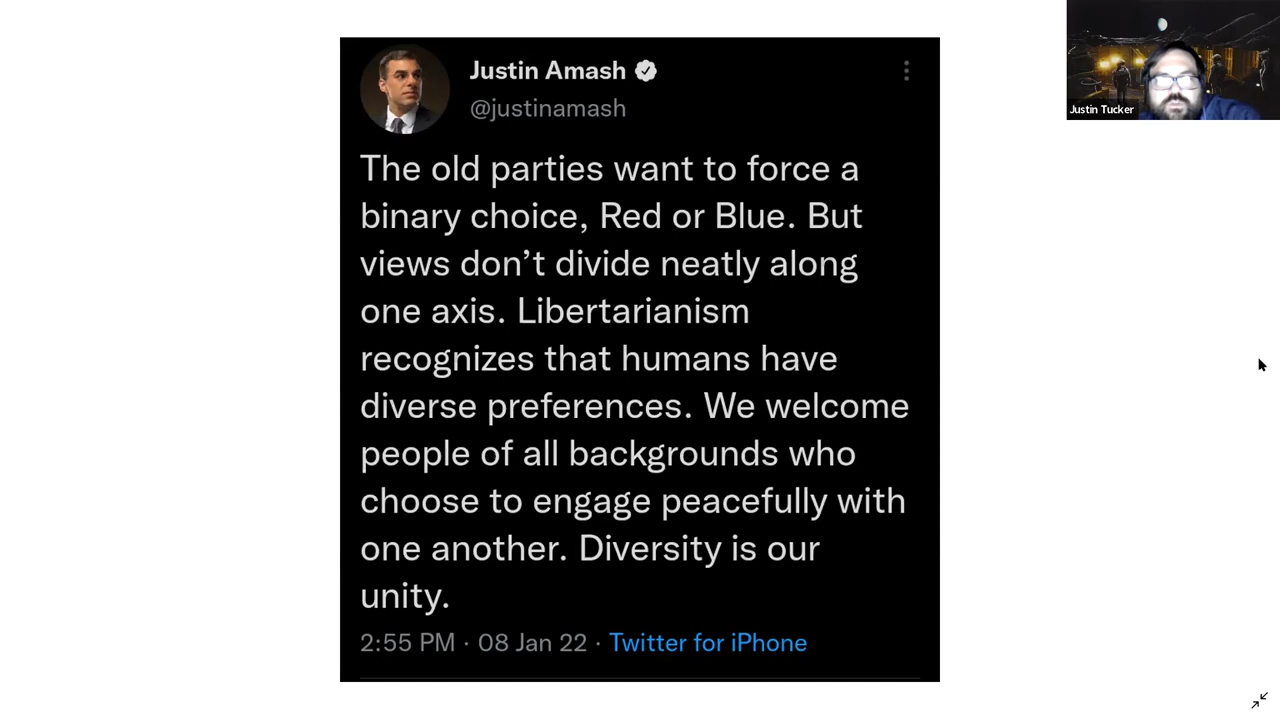 Justin Amash
@justinamash
The old parties want to force a
binary choice, Red or Blue. But
views don’t divide neatly along
one axis. Libertarianism
recognizes that humans have
diverse preferences. We welcome
people of all backgrounds who
choose to engage peacefully with
one another. Diversity is our
unity.
2:55 PM · 08 Jan 22 · Twitter for iPhone
Justin Tucker